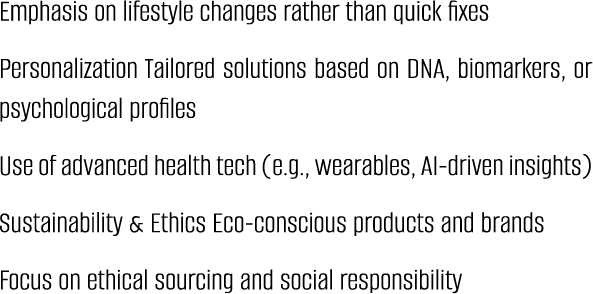 Emphasis on lifestyle changes rather than quick fixes
Personalization Tailored solutions based on DNA, biomarkers, or
psychological profiles
Use of advanced health tech (e.g., wearables, AI-driven insights)
Sustainability & Ethics Eco-conscious products and brands
Focus on ethical sourcing and social responsibility